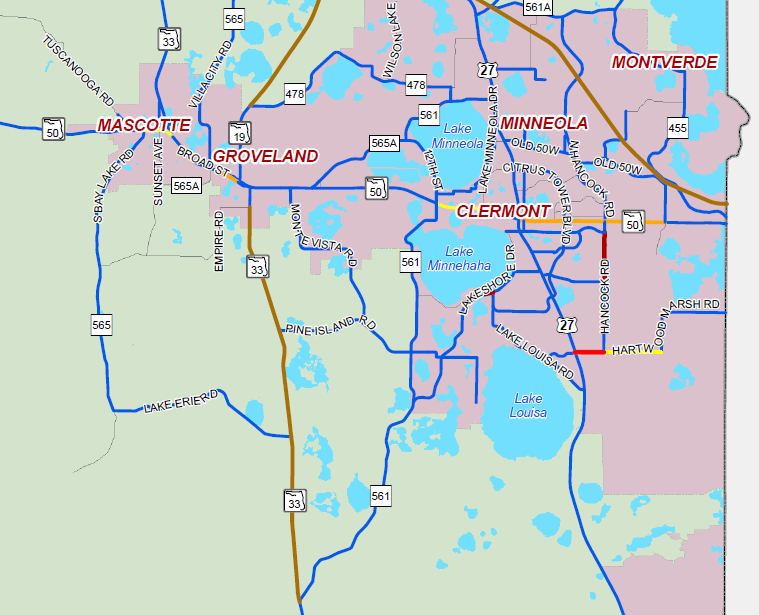 561A
565
33
TUSCANOOGA RD
WILSON LAKE
27
MONTVERDE
VILLA CITY RD
478
478
LAKE MINNEOLA DR
561
MASCOTTE
MINNEOLA
455
50
19
Lake
Minneola
565A
OLD 50W
BROAD ST
GROVELAND
12TH ST
N HANCOCK RD
OLD 50W
S BAY LAKE RD
SUNSET AVE
565A
50
CITRUS TOWER BLVD
CLERMONT
50
EMPIRE RD
MONTE VISTA RD
Lake
Minnehaha
33
561
LAKESHORE DR
HANCOCK RD
565
PINE ISLAND RD
27
HARTWOOD MARSH RD
LAKE LOUISA RD
LAKE ERIE RD
Lake
Louisa
33
561